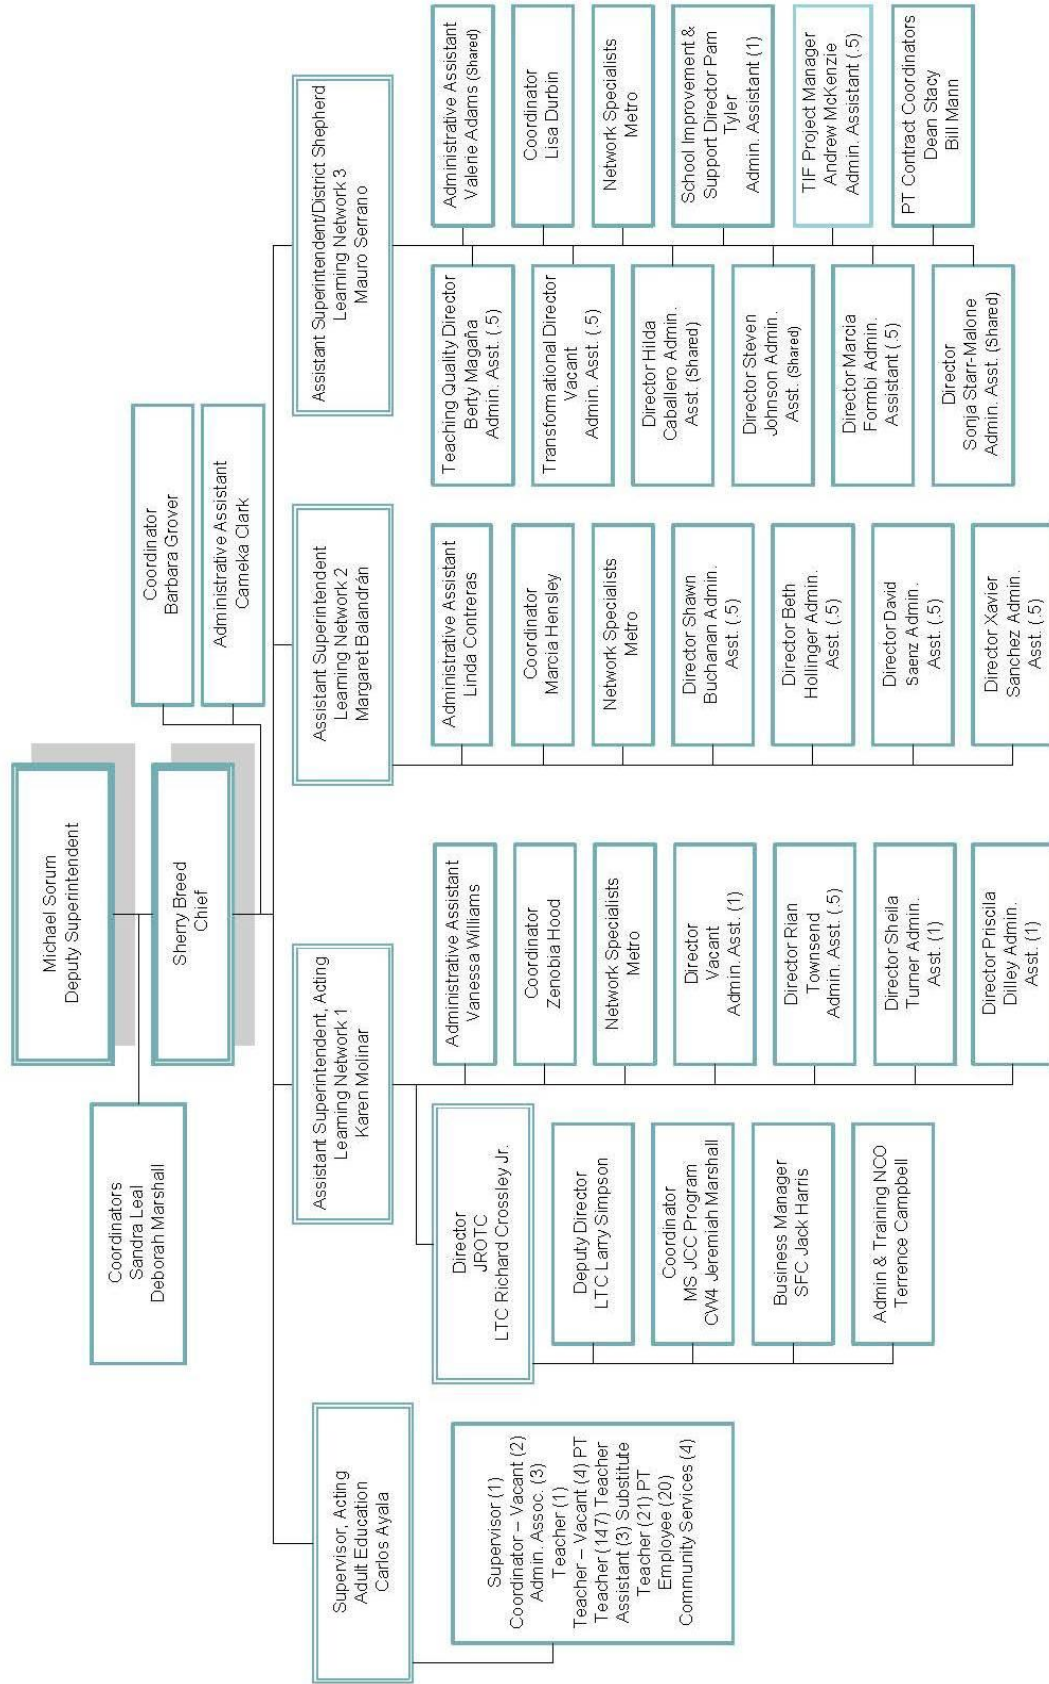 Michael Sorum
Deputy Superintendent
Coordinators
Sandra Leal
Deborah Marshall
Sherry Breed
Chief
Coordinator
Barbara Grover
Administrative Assistant
Cameka Clark
Supervisor, Acting
Adult Education
Carlos Ayala
Supervisor (1)
Coordinator – Vacant (2)
Admin. Assoc. (3)
Teacher (1)
Teacher – Vacant (4) PT
Teacher (147) Teacher
Assistant (3) Substitute
Teacher (21) PT
Employee (20)
Community Services (4)
Assistant Superintendent, Acting
Learning Network 1
Karen Molinar
Director
JROTC
LTC Richard Crossley Jr.
Deputy Director
LTC Larry Simpson
Coordinator
MS JCC Program
CW4 Jeremiah Marshall
Business Manager
SFC Jack Harris
Admin & Training NCO
Terrence Campbell
Administrative Assistant
Vanessa Williams
Coordinator
Zenobia Hood
Network Specialists
Metro
Director
Vacant
Admin. Asst. (1)
Director Rian
Townsend
Admin. Asst. (.5)
Director Sheila
Turner Admin.
Asst. (1)
Director Priscila
Dilley Admin.
Asst. (1)
Assistant Superintendent
Learning Network 2
Margaret Balandrán
Administrative Assistant
Linda Contreras
Coordinator
Marcia Hensley
Network Specialists
Metro
Director Shawn
Buchanan Admin.
Asst. (.5)
Director Beth
Hollinger Admin.
Asst. (.5)
Director David
Saenz Admin.
Asst. (.5)
Director Xavier
Sanchez Admin.
Asst. (.5)
Assistant Superintendent/District Shepherd
Learning Network 3
Mauro Serrano
Teaching Quality Director
Berty Magaña
Admin. Asst. (.5)
Transformational Director
Vacant
Admin. Asst. (.5)
Director Hilda
Caballero Admin.
Asst. (Shared)
Director Steven
Johnson Admin.
Asst. (Shared)
Director Marcia
Formbi Admin.
Assistant (.5)
Director
Sonja Starr-Malone
Admin. Asst. (Shared)
Administrative Assistant
Valerie Adams (Shared)
Coordinator
Lisa Durbin
Network Specialists
Metro
School Improvement &
Support Director Pam
Tyler
Admin. Assistant (1)
TIF Project Manager
Andrew McKenzie
Admin. Assistant (.5)
PT Contract Coordinators
Dean Stacy
Bill Mann